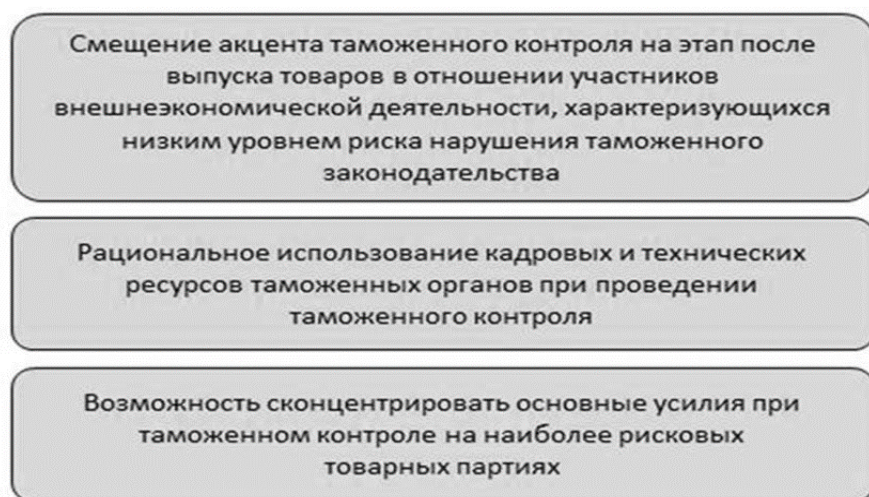 Смещение акцента таможенного контроля на этап после
выпуска товаров в отношении участников
внешнеэкономической деятельности, характеризующихся
низким уровнем риска нарушения таможенного
законодательства
Рациональное использование кадровых и технических
ресурсов таможенных органов при проведении
таможенного контроля
Возможность сконцентрировать основные усилия при
таможенном контроле на наиболее рисковых
товарных партиях